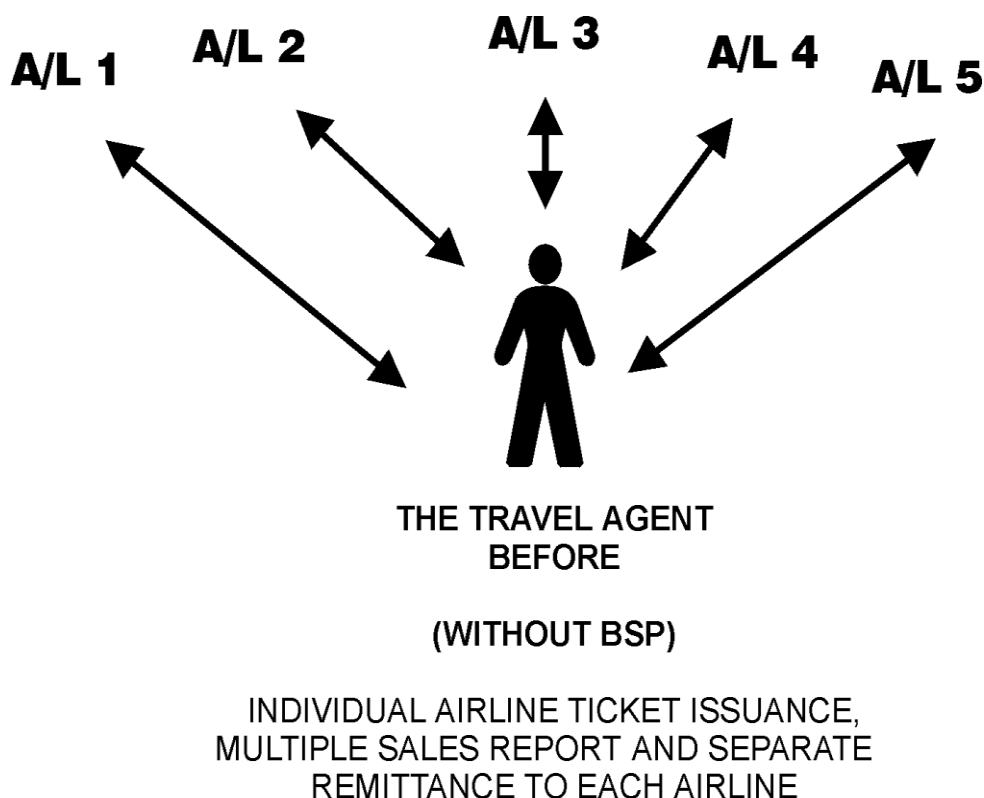 A/L 1
A/L 2
A/L 3
A/L 4
A/L 5
THE TRAVEL AGENT
BEFORE
(WITHOUT BSP)
INDIVIDUAL AIRLINE TICKET ISSUANCE,
MULTIPLE SALES REPORT AND SEPARATE
REMITTANCE TO EACH AIRLINE